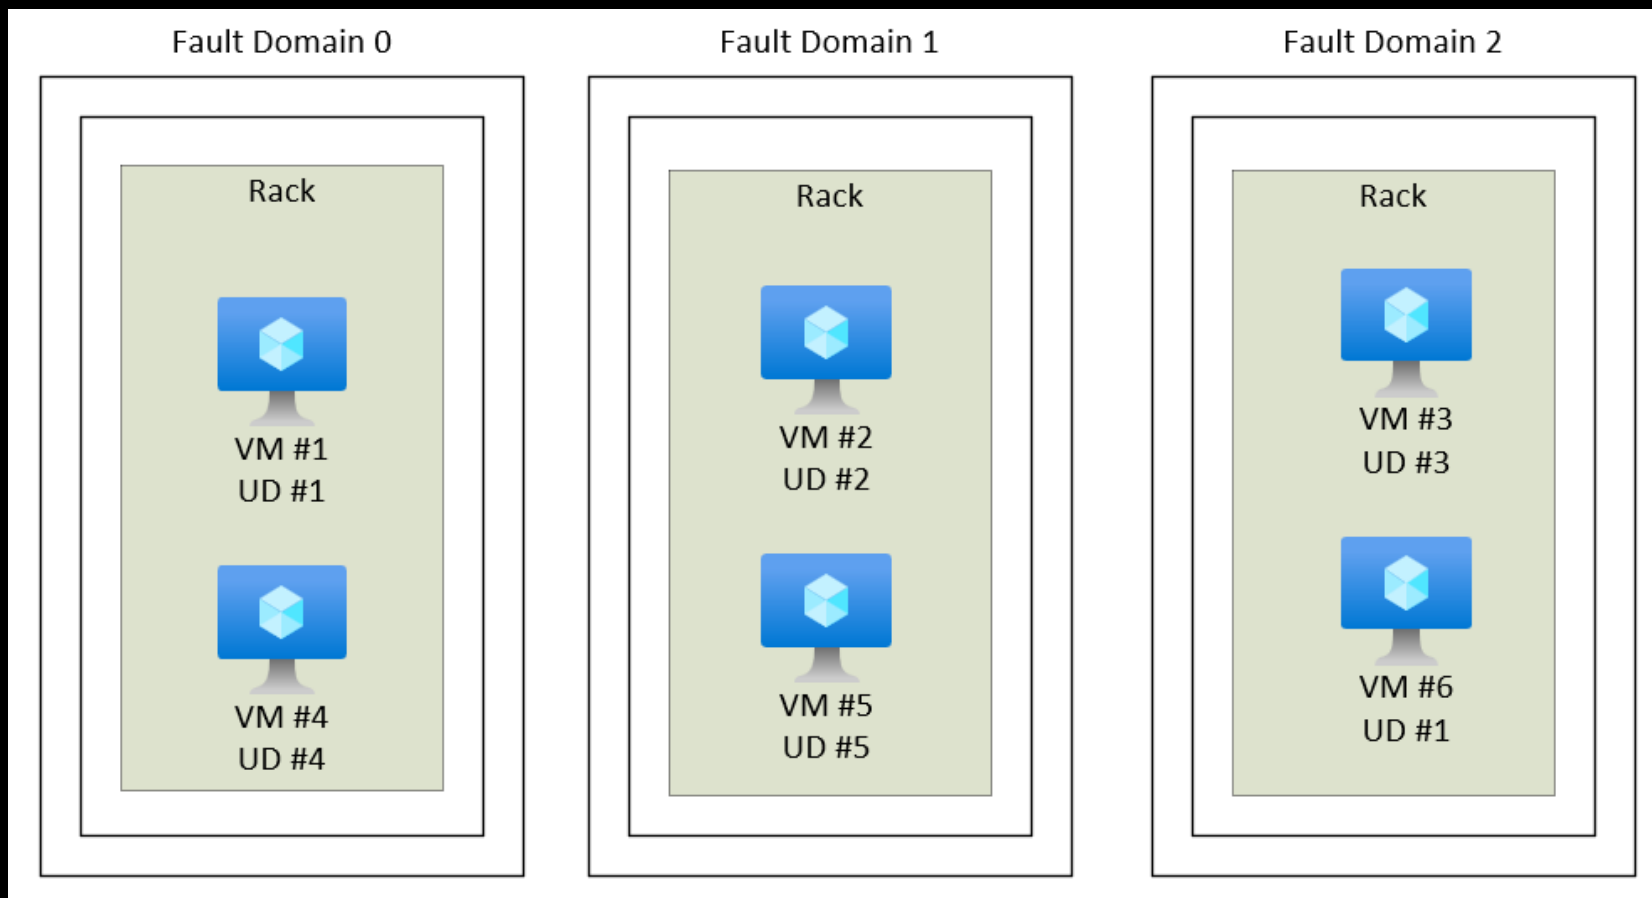 Fault Domain 0
Rack
VM #1
UD #1
VM #4
UD #4
Fault Domain 1
Rack
VM #2
UD #2
VM #5
UD #5
Fault Domain 2
Rack
VM #3
UD #3
VM #6
UD #1